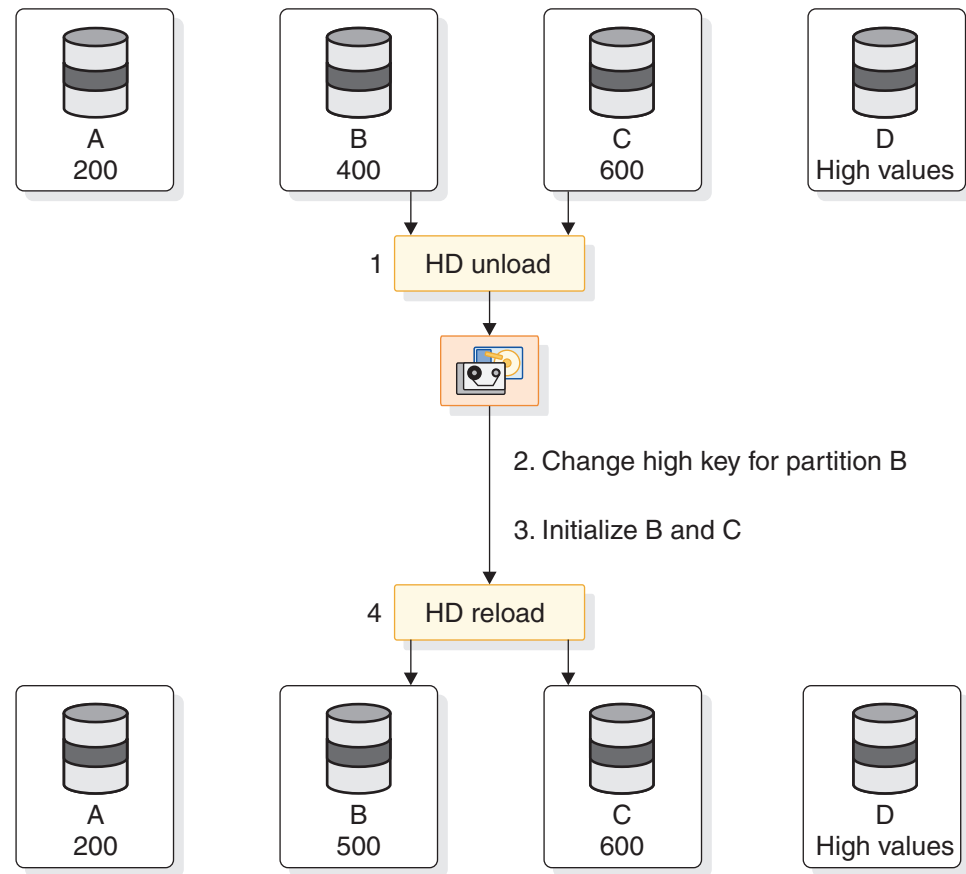 A
200
B
400
C
600
D
High values
1
HD unload
2. Change high key for partition B
3. Initialize B and C
4
HD reload
A
200
B
500
C
600
D
High values